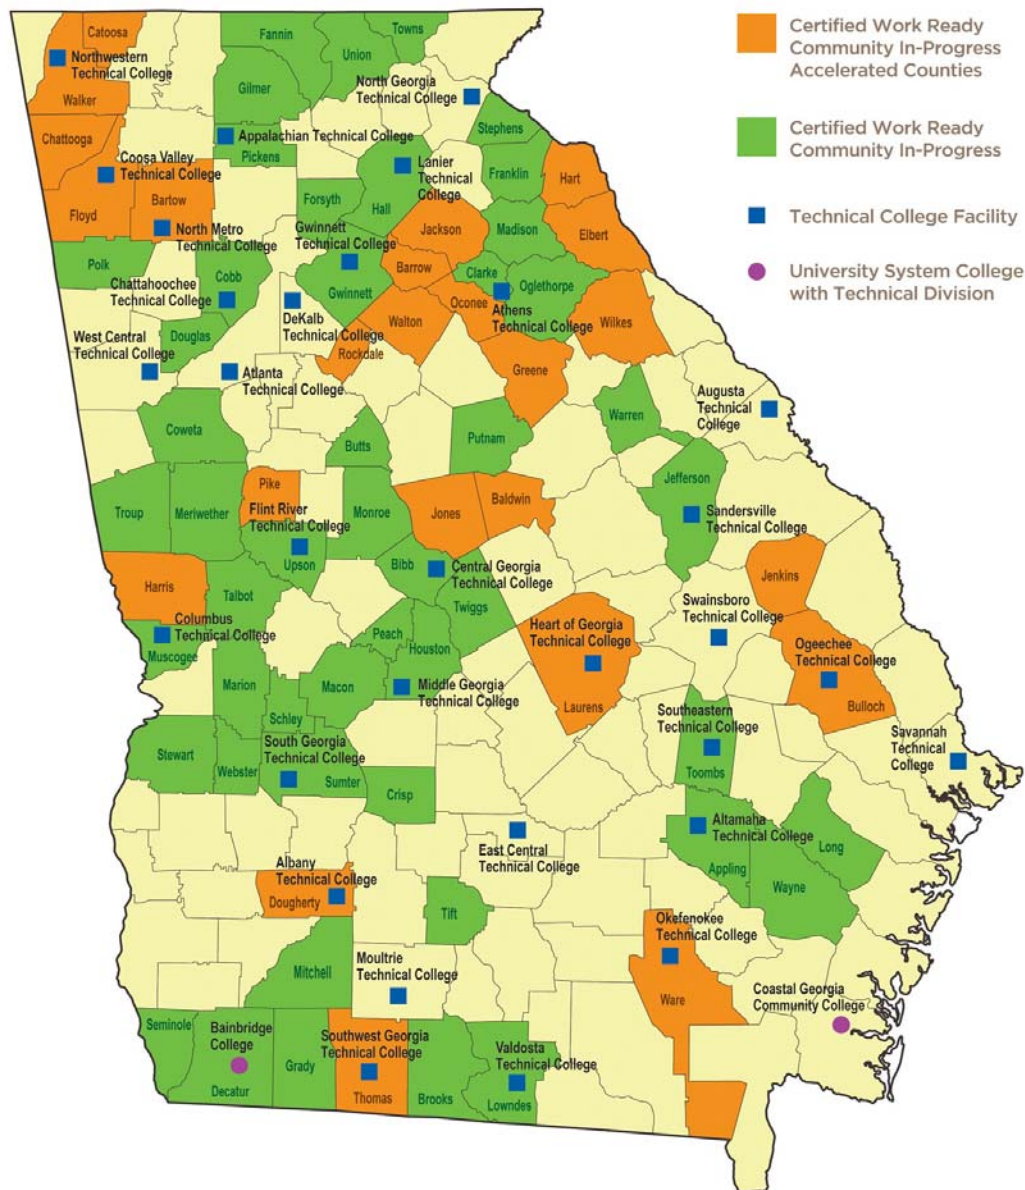 Certified Work Ready
Community In-Progress
Accelerated Counties
Certified Work Ready
Community In-Progress
Technical College Facility
University System College
with Technical Division
Catoosa
Northwestern
Technical College
Walker
Fannin
Union
Towns
Gilmer
North Georgia
Technical College
Chattooga
Appalachian Technical College
Pickens
Stephens
Coosa Valley
Technical College
Lanier
Technical
College
Franklin
Hart
Floyd
Bartow
North Metro
Technical College
Forsyth
Hall
Gwinnett
Technical College
Jackson
Madison
Elbert
Polk
Cobb
Chattahoochee
Technical College
Gwinnett
Barrow
Clarke
Oglethorpe
Oconee
Athens
Technical College
DeKalb
Technical College
Walton
Wilkes
West Central
Technical College
Douglas
Rockdale
Atlanta
Technical College
Greene
Augusta
Technical
College
Coweta
Butts
Putnam
Warren
Troup
Meriwether
Pike
Flint River
Technical College
Monroe
Jones
Baldwin
Jefferson
Sandersville
Technical College
Upson
Bibb
Central Georgia
Technical College
Jenkins
Harris
Talbot
Twiggs
Columbus
Technical College
Muscogee
Peach
Houston
Heart of Georgia
Technical College
Laurens
Swainsboro
Technical College
Ogeechee
Technical College
Bulloch
Marion
Macon
Middle Georgia
Technical College
Schley
Southeastern
Technical College
Toombs
Savannah
Technical
College
Stewart
Webster
South Georgia
Technical College
Sumter
Crisp
East Central
Technical College
Altamaha
Technical College
Appling
Long
Wayne
Albany
Technical College
Dougherty
Tift
Okefenokee
Technical College
Ware
Mitchell
Moultrie
Technical College
Coastal Georgia
Community College
Seminole
Bainbridge
College
Decatur
Grady
Southwest Georgia
Technical College
Thomas
Brooks
Valdosta
Technical College
Lowndes